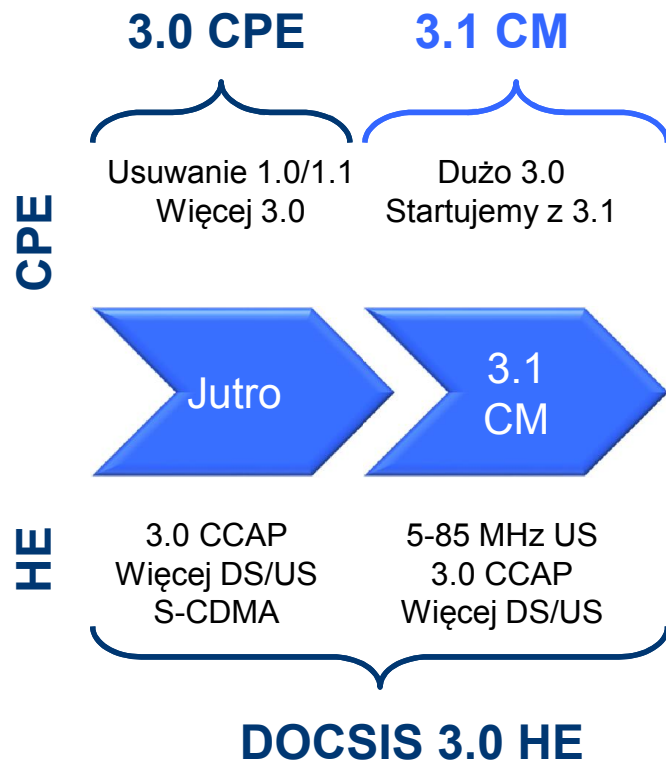 3.0 CPE
3.1 CM
CPE
Usuwanie 1.0/1.1
Więcej 3.0
Dużo 3.0
Startujemy z 3.1
Jutro
3.1
CM
HE
3.0 CCAP
Więcej DS/US
S-CDMA
5-85 MHz US
3.0 CCAP
Więcej DS/US
DOCSIS 3.0 HE